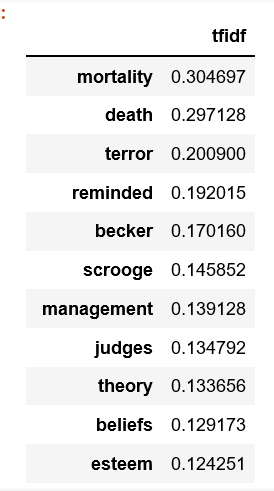 :
tfidf
mortality 0.304697
death 0.297128
terror 0.200900
reminded 0.192015
becker 0.170160
scrooge 0.145852
management 0.139128
judges 0.134792
theory 0.133656
beliefs 0.129173
esteem 0.124251